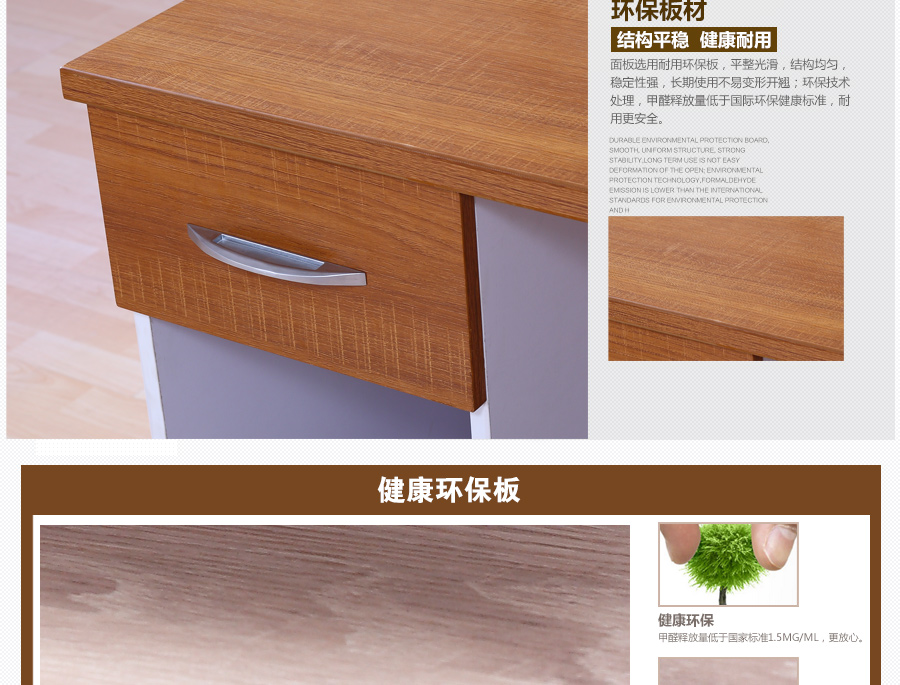 环保板材
结构平稳 健康耐用
面板选用耐用环保板，平整光滑，结构均匀，
稳定性强，长期使用不易变形开翘；环保技术
处理，甲醛释放量低于国际环保健康标准，耐
用更安全。
DURABLE ENVIRONMENTAL PROTECTION BOARD,
SMOOTH, UNIFORM STRUCTURE, STRONG
STABILITY,LONG TERM USE IS NOT EASY
DEFORMATION OF THE OPEN; ENVIRONMENTAL
PROTECTION TECHNOLOGY,FORMALDEHYDE
EMISSION IS LOWER THAN THE INTERNATIONAL
STANDARDS FOR ENVIRONMENTAL PROTECTION
AND H
健康环保板
健康环保
甲醛释放量低于国家标准1.5MG/ML，更放心。